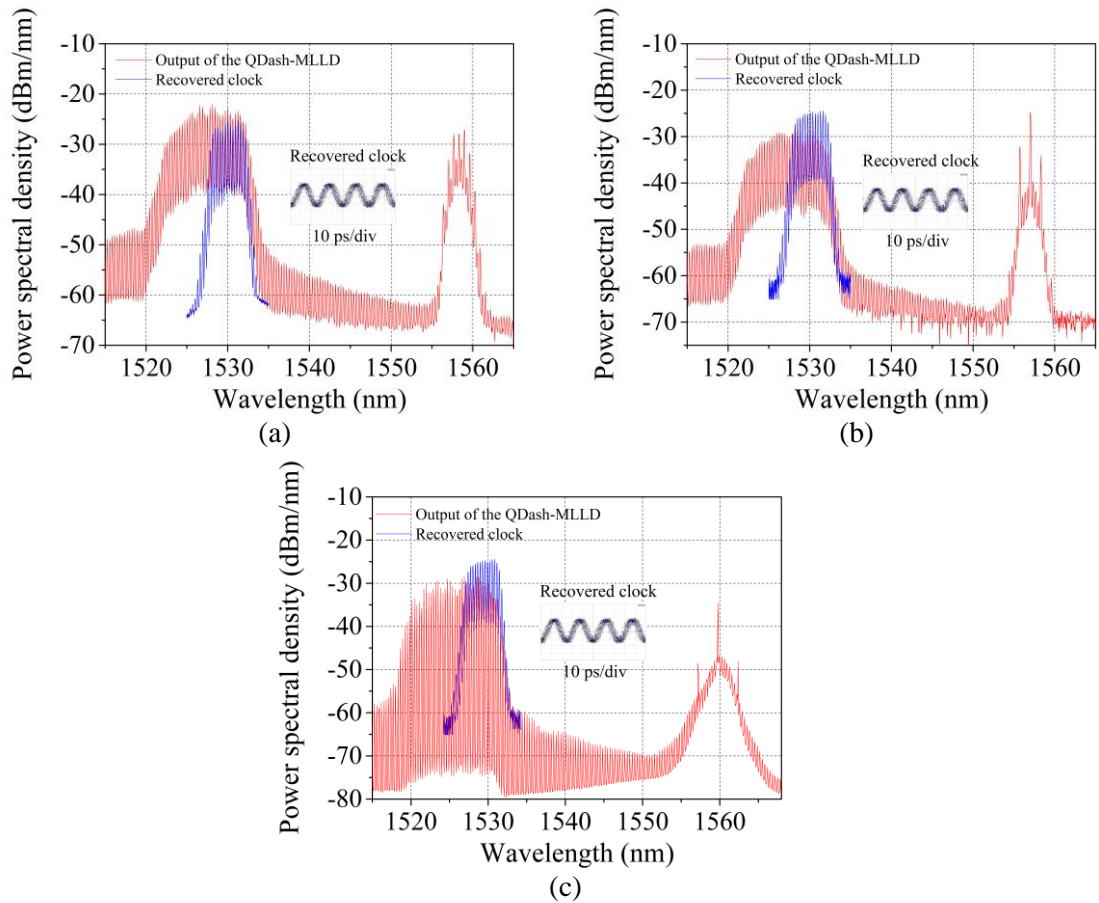 -10
-20
-30
-40
-50
-60
-70
Power spectral density (dBm/nm)
Output of the QDash-MLLD
Recovered clock
Recovered clock
10 ps/div
1520 1530 1540 1550 1560
Wavelength (nm)
(a)
-10
-20
-30
-40
-50
-60
-70
Power spectral density (dBm/nm)
Output of the QDash-MLLD
Recovered clock
Recovered clock
10 ps/div
1520 1530 1540 1550 1560
Wavelength (nm)
(b)
-10
-20
-30
-40
-50
-60
-70
-80
Power spectral density (dBm/nm)
Output of the QDash-MLLD
Recovered clock
Recovered clock
10 ps/div
1520 1530 1540 1550 1560
Wavelength (nm)
(c)